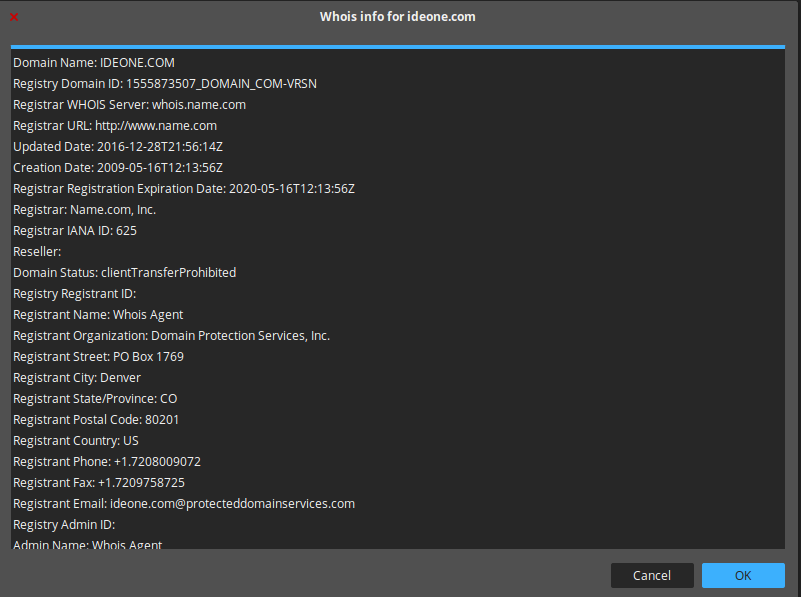 Whois info for ideone.com
Domain Name: IDEONE.COM
Registry Domain ID: 1555873507_DOMAIN_COM-VRSN
Registrar WHOIS Server: whois.name.com
Registrar URL: http://www.name.com
Updated Date: 2016-12-28T21:56:14Z
Creation Date: 2009-05-16T12:13:56Z
Registrar Registration Expiration Date: 2020-05-16T12:13:56Z
Registrar: Name.com, Inc.
Registrar IANA ID: 625
Reseller:
Domain Status: clientTransferProhibited
Registry Registrant ID:
Registrant Name: Whois Agent
Registrant Organization: Domain Protection Services, Inc.
Registrant Street: PO Box 1769
Registrant City: Denver
Registrant State/Province: CO
Registrant Postal Code: 80201
Registrant Country: US
Registrant Phone: +1.7208009072
Registrant Fax: +1.7209758725
Registrant Email: ideone.com@protecteddomainservices.com
Registry Admin ID:
Admin Name: Whois Agent
Cancel
OK